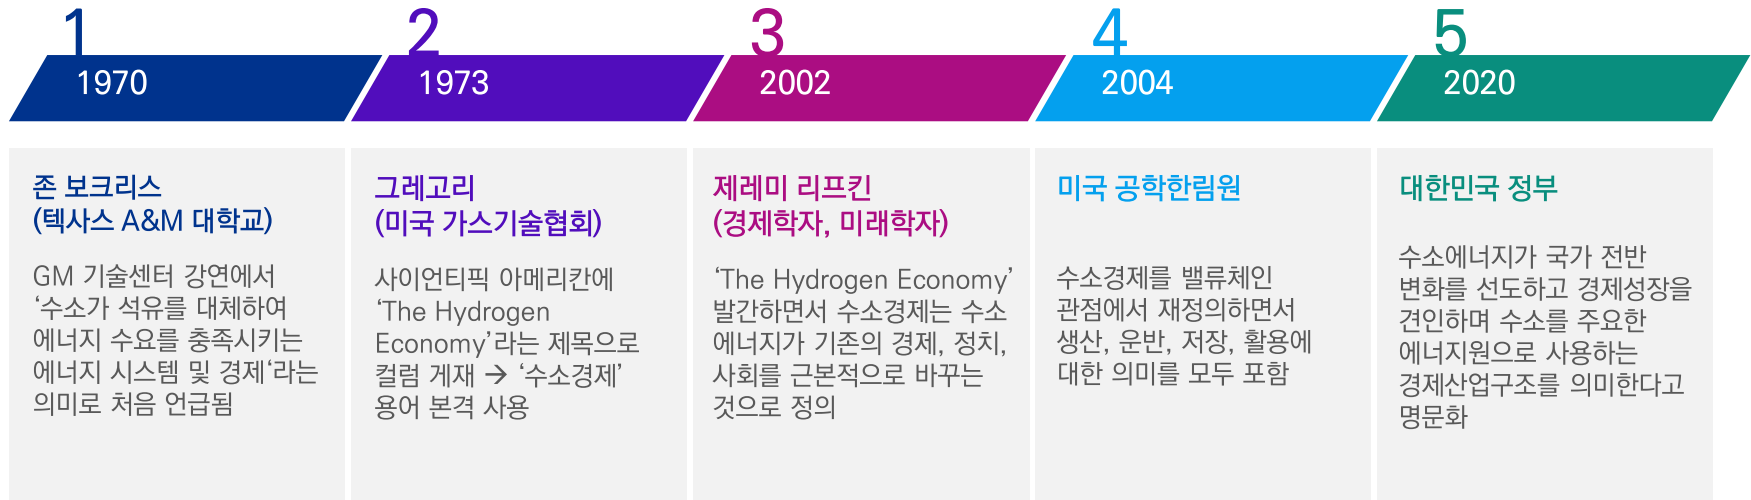 1
1970
존 보크리스
(텍사스 A&M 대학교)
GM 기술센터 강연에서
‘수소가 석유를 대체하여
에너지 수요를 충족시키는
에너지 시스템 및 경제‘라는
의미로 처음 언급됨
2
1973
그레고리
(미국 가스기술협회)
사이언티픽 아메리칸에
‘The Hydrogen
Economy’라는 제목으로
컬럼 게재 → ‘수소경제’
용어 본격 사용
3
2002
제레미 리프킨
(경제학자, 미래학자)
‘The Hydrogen Economy’
발간하면서 수소경제는 수소
에너지가 기존의 경제, 정치,
사회를 근본적으로 바꾸는
것으로 정의
4
2004
미국 공학한림원
수소경제를 밸류체인
관점에서 재정의하면서
생산, 운반, 저장, 활용에
대한 의미를 모두 포함
5
2020
대한민국 정부
수소에너지가 국가 전반
변화를 선도하고 경제성장을
견인하며 수소를 주요한
에너지원으로 사용하는
경제산업구조를 의미한다고
명문화